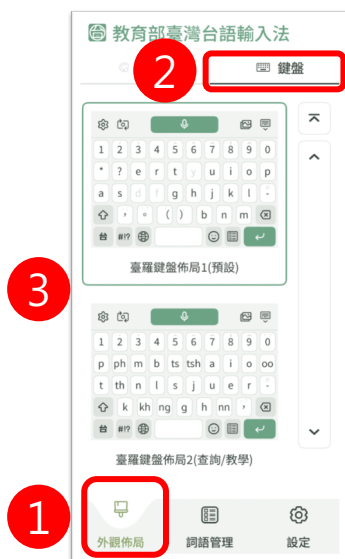 教育部臺灣台語輸入法
2
鍵盤
1 2 3 4 5 6 7 8 9 0
* ? e r t y u i o p
a s d f g h j k l -
, 。 ( ) b n m
台 #!? 
臺羅鍵盤佈局1(預設)
3
1 2 3 4 5 6 7 8 9 0
p ph m b ts tsh a i o oo
t th n l s j u e r -
k kh ng g h nn ,
台 #!?
臺羅鍵盤佈局2(查詢/教學)
1
外觀佈局 詞語管理 設定